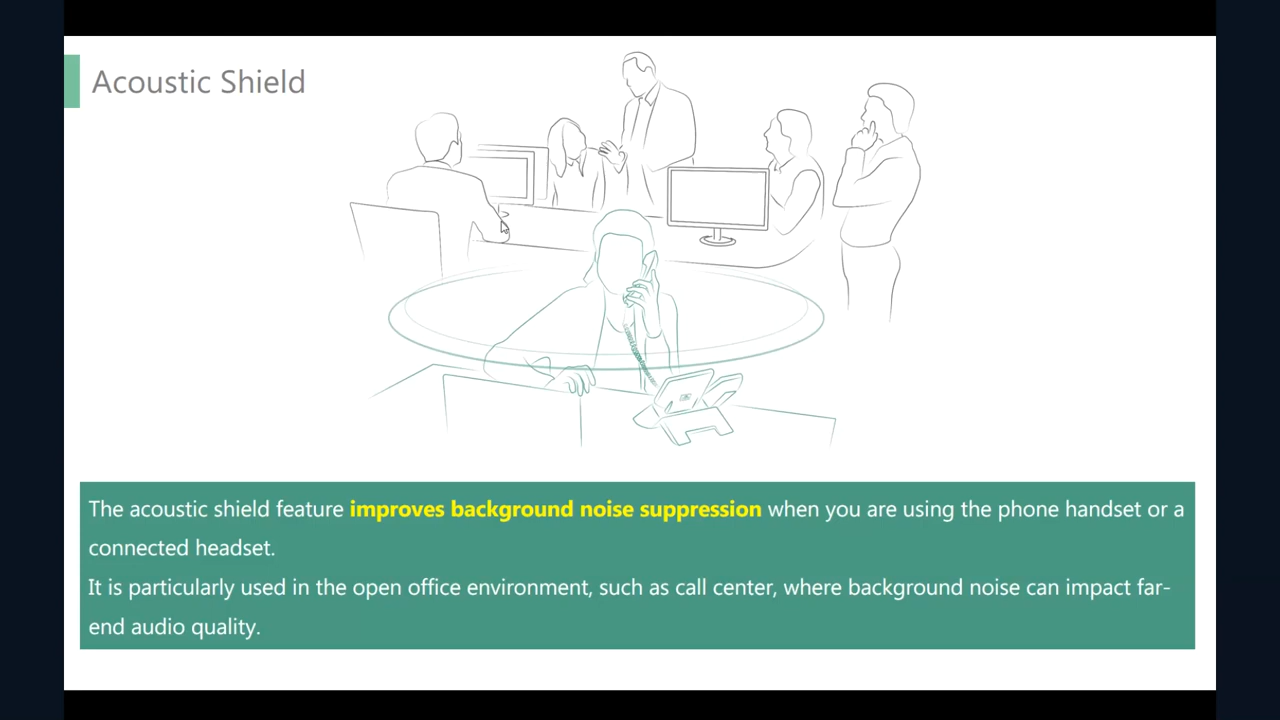 Acoustic Shield
The acoustic shield feature improves background noise suppression when you are using the phone handset or a
connected headset.
It is particularly used in the open office environment, such as call center, where background noise can impact far-
end audio quality.